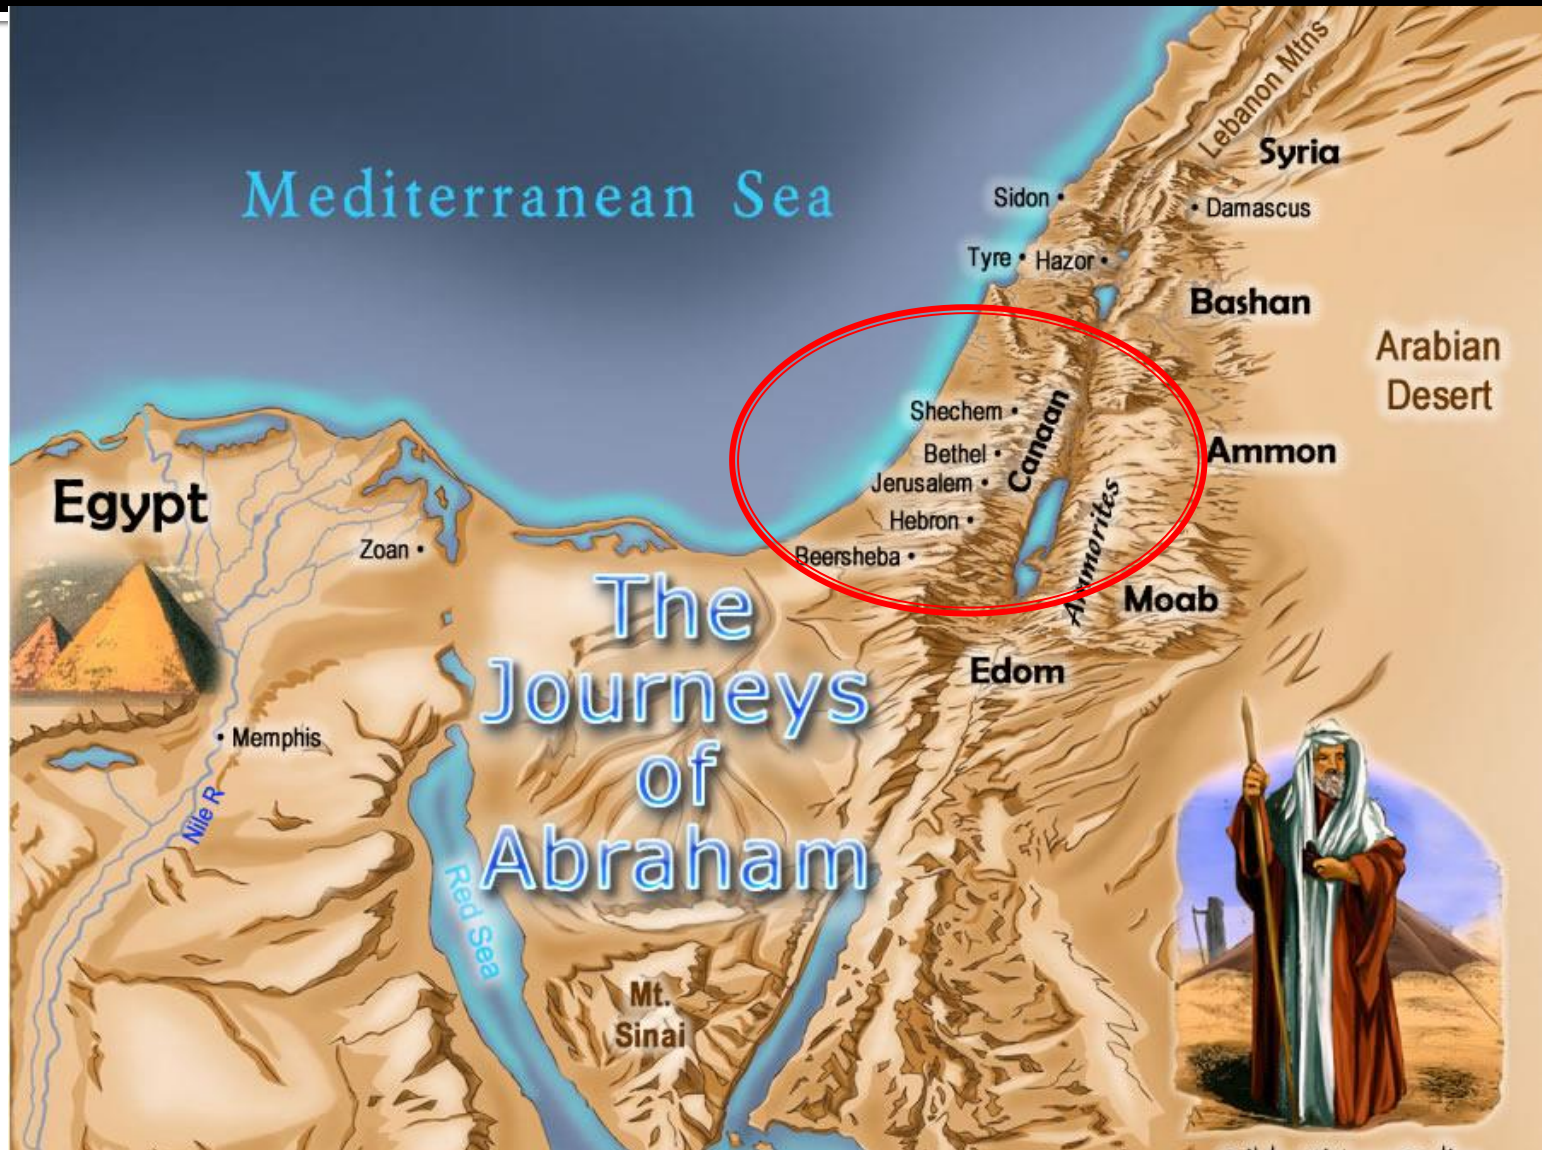 Lebanon Mtns
Syria
Mediterranean Sea
Sidon
Damascus
Tyre
Hazor
Bashan
Arabian
Desert
Shechem
Canaan
Bethel
Ammon
Jerusalem
Egypt
Hebron
Ammorites
Zoan
Beersheba
Moab
The
Journeys
of
Abraham
Edom
Memphis
Nile R
Red Sea
Mt.
Sinai